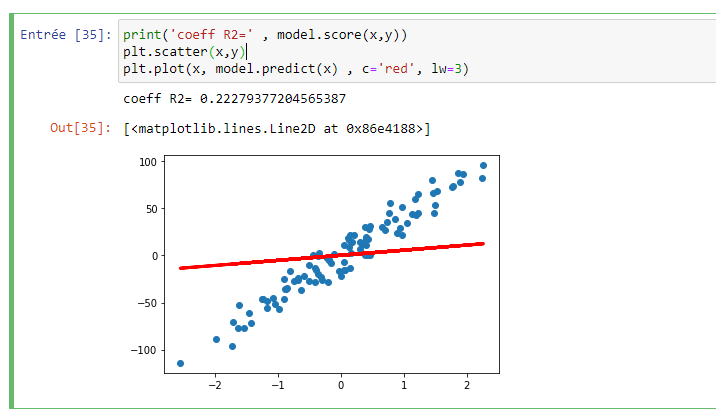 Entrée [35]: print('coeff R2=' , model.score(x,y))
plt.scatter(x,y)
plt.plot(x, model.predict(x) , c='red', lw=3)
coeff R2= 0.22279377204565387
Out[35]: [<matplotlib.lines.Line2D at 0x86e4188>]
100
50
0
−50
−100
−2 −1 0 1 2